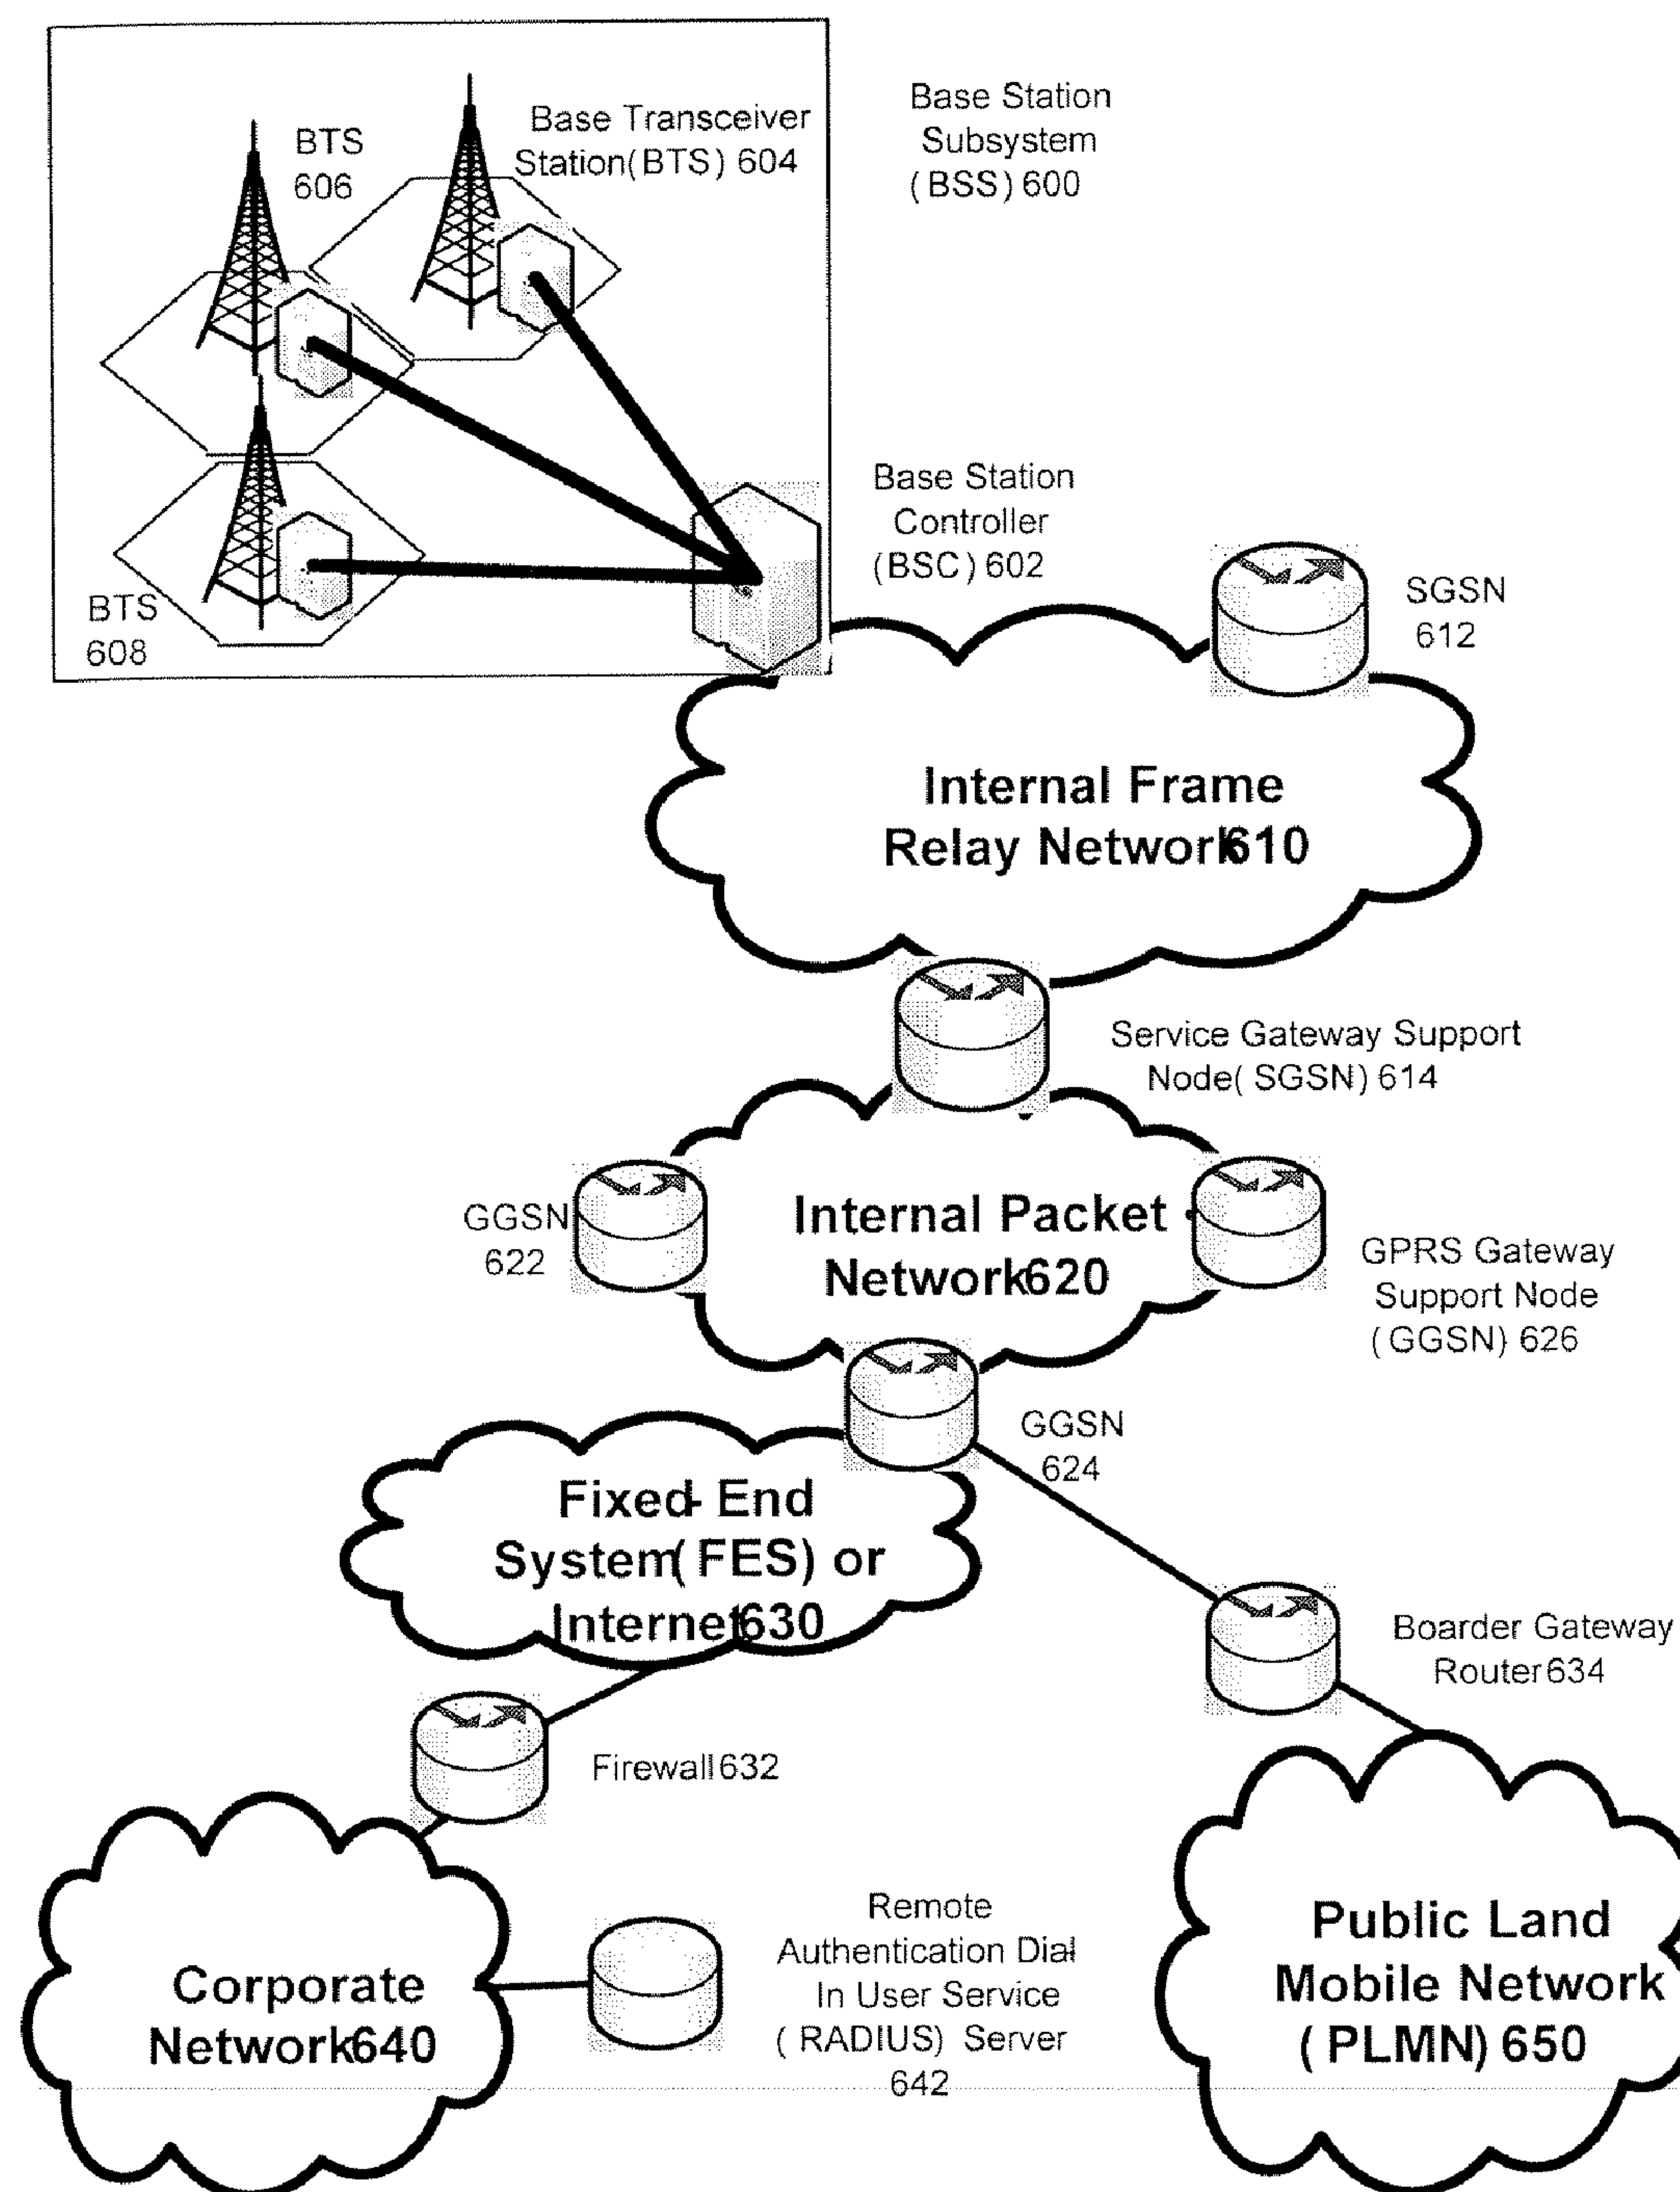 BTS
606
Base Transceiver
Station(BTS) 604
Base Station
Subsystem
(BSS) 600
Base Station
Controller
(BSC) 602
BTS
608
SGSN
612
Internal Frame
Relay Network610
Service Gateway Support
Node( SGSN) 614
GGSN
622
Internal Packet
Network620
GPRS Gateway
Support Node
(GGSN) 626
GGSN
624
Fixed- End
System( FES) or
Internet630
Boarder Gateway
Router634
Firewall632
Remote
Authentication Dial
In User Service
( RADIUS) Server
642
Corporate
Network640
Public Land
Mobile Network
( PLMN) 650